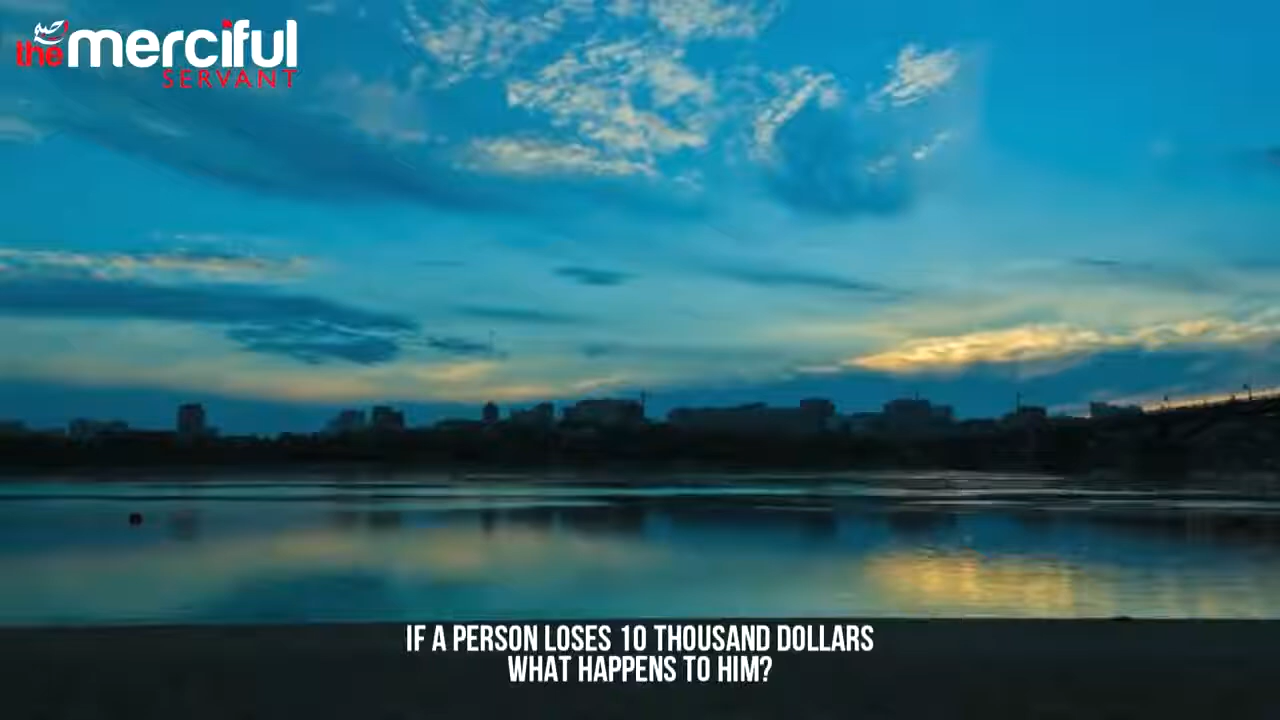 the merciful
SERVANT
IF A PERSON LOSES 10 THOUSAND DOLLARS
WHAT HAPPENS TO HIM?